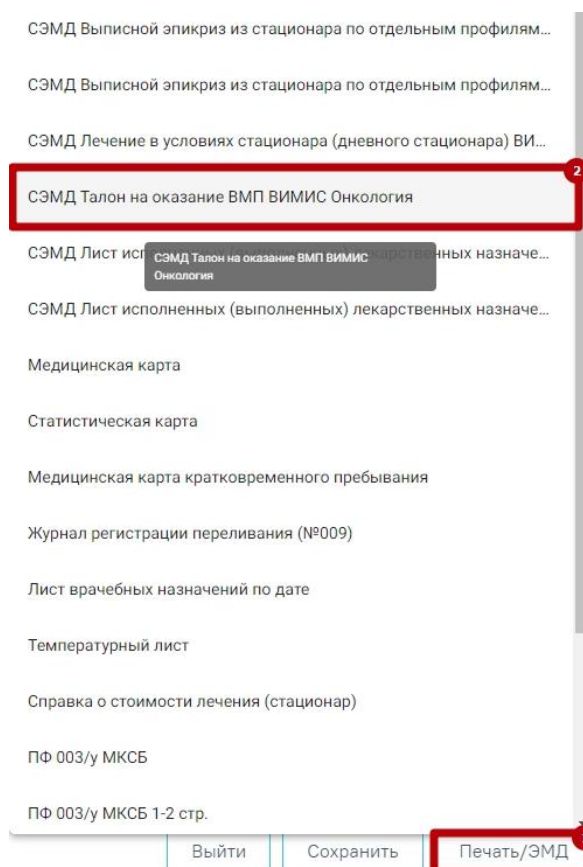 СЭМД Выписной эпикриз из стационара по отдельным профилям...
СЭМД Выписной эпикриз из стационара по отдельным профилям...
СЭМД Лечение в условиях стационара (дневного стационара) ВИ...
2
СЭМД Талон на оказание ВМП ВИМИС Онкология
СЭМД Лист назначе...
СЭМД Талон на оказание ВМП ВИМИС
Онкология
СЭМД Лист исполненных (выполненных) лекарственных назначе...
Медицинская карта
Статистическая карта
Медицинская карта кратковременного пребывания
Журнал регистрации переливания (№009)
Лист врачебных назначений по дате
Температурный лист
Справка о стоимости лечения (стационар)
ПФ 003/у МКСБ
ПФ 003/у МКСБ 1-2 стр.
Выйти Сохранить Печать/ЭМД